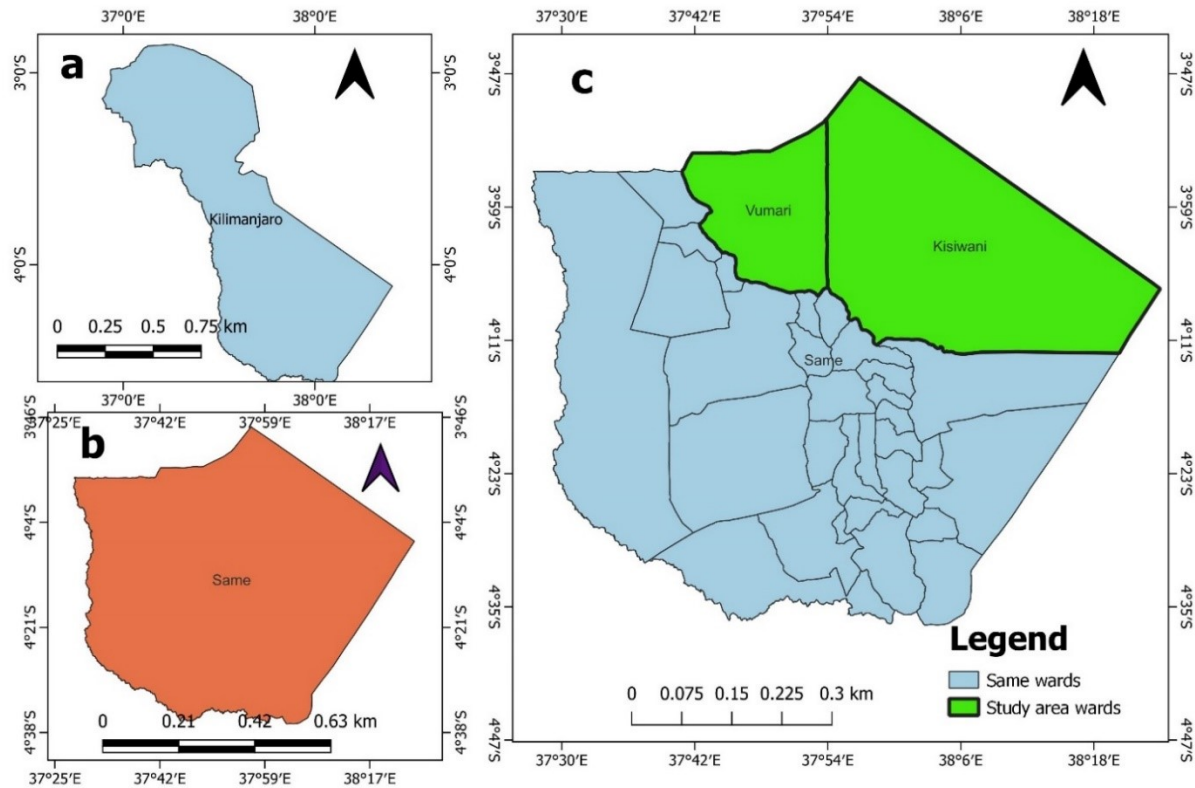 37°0′E 38°0′E
a
3°0′S 3°0′S
Kilimanjaro
4°0′S 4°0′S
0 0.25 0.5 0.75 km
37°0′E 38°0′E
37°25′E 37°42′E 37°59′E 38°17′E
b
3°49′S
Same
4°4′S 4°4′S
4°21′S 4°21′S
0 0.21 0.42 0.63 km
4°38′S 4°38′S
37°25′E 37°42′E 37°59′E 38°17′E
37°30′E 37°42′E 37°54′E 38°6′E 38°18′E
c
3°47′S 3°47′S
3°59′S 3°59′S
Vumari
Kisiwani
4°11′S 4°11′S
Same
4°23′S 4°23′S
4°35′S 4°35′S
Legend
Same wards
Study area wards
0 0.075 0.15 0.225 0.3 km
4°47′S 4°47′S
37°30′E 37°42′E 37°54′E 38°6′E 38°18′E